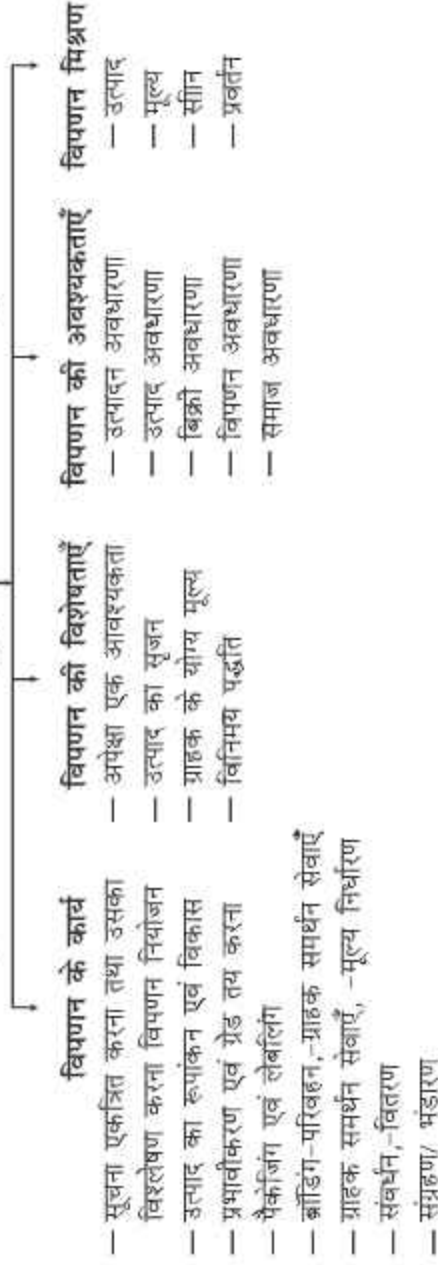 विपणन के कार्य
— सूचना एकत्रित करना तथा उसका
विश्लेषण करना विपणन नियोजन
— उत्पाद का रूपांकन एवं विकास
— प्रभावीकरण एवं ग्रेड तय करना
— पैकेजिंग एवं लेबलिंग
— ब्रॉडिंग-परिवहन,-ग्राहक समर्थन सेवाएँ
— ग्राहक समर्थन सेवाएँ, -मूल्य निर्धारण
— संवर्धन,-वितरण
— संग्रहण/ भंडारण
विपणन की विशेषताएँ
— अपेक्षा एक आवश्यकता
— उत्पाद का सृजन
— ग्राहक के योग्य मूल्य
— विनिमय पद्धति
विपणन की अवश्यकताएँ
— उत्पादन अवधारणा
— उत्पाद अवधारणा
— बिक्री अवधारणा
— विपणन अवधारणा
— समाज अवधारणा
विपणन मिश्रण
— उत्पाद
— मूल्य
— सीान
— प्रवर्तन